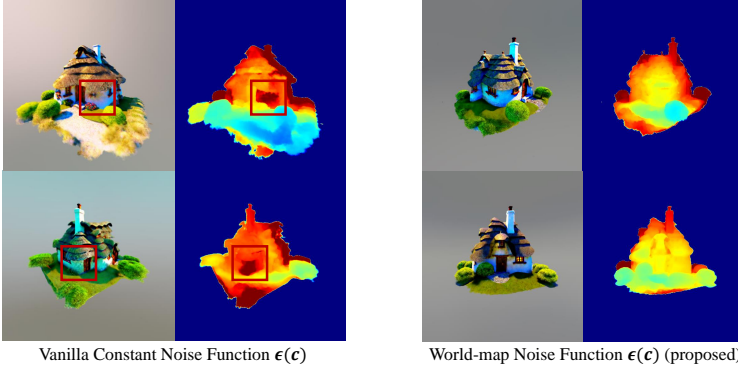 Vanilla Constant Noise Function ϵ(c)
World-map Noise Function ϵ(c) (proposed)